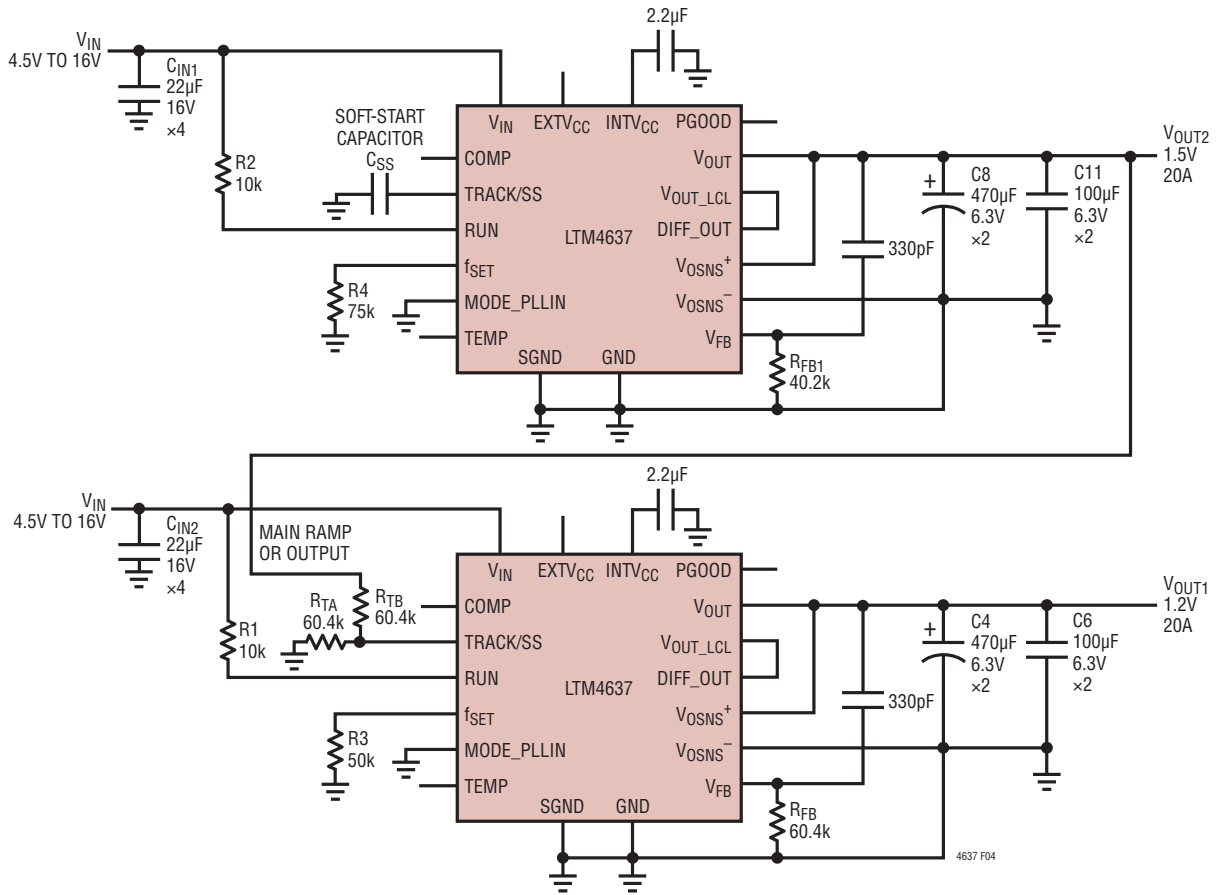 2.2µF
VIN
4.5V TO 16V
CIN1
22µF
16V
×4
R2
10k
SOFT-START
CAPACITOR
CSS
VIN
EXTVCC
INTVCC
PGOOD
COMP
TRACK/SS
RUN
fSET
MODE_PLLIN
TEMP
SGND
GND
LTM4637
VOUT
VOUT_LCL
DIFF_OUT
VOSNS+
VOSNS–
VFB
R4
75k
330pF
RFB1
40.2k
+
C8
470µF
6.3V
×2
C11
100µF
6.3V
×2
VOUT2
1.5V
20A
2.2µF
VIN
4.5V TO 16V
CIN2
22µF
16V
×4
MAIN RAMP
OR OUTPUT
RTA
60.4k
RTB
60.4k
R1
10k
VIN
EXTVCC
INTVCC
PGOOD
COMP
TRACK/SS
RUN
fSET
MODE_PLLIN
TEMP
SGND
GND
LTM4637
VOUT
VOUT_LCL
DIFF_OUT
VOSNS+
VOSNS–
VFB
R3
50k
330pF
RFB
60.4k
+
C4
470µF
6.3V
×2
C6
100µF
6.3V
×2
VOUT1
1.2V
20A
4637 F04